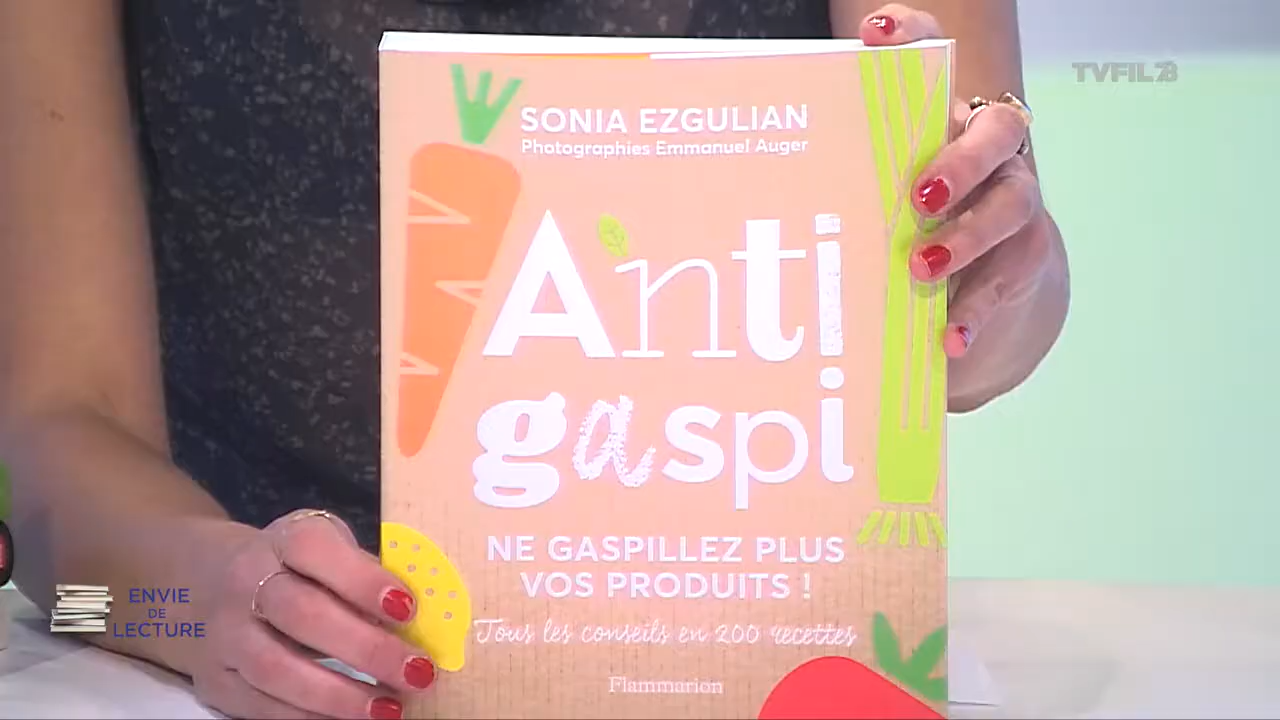 TVFIL78
SONIA EZGULIAN
Photographies Emmanuel Auger
Anti
gaspi
NE GASPILLEZ PLUS
VOS PRODUITS !
Tous les conseils en 200 recettes
Flammarion
ENVIE
DE
LECTURE